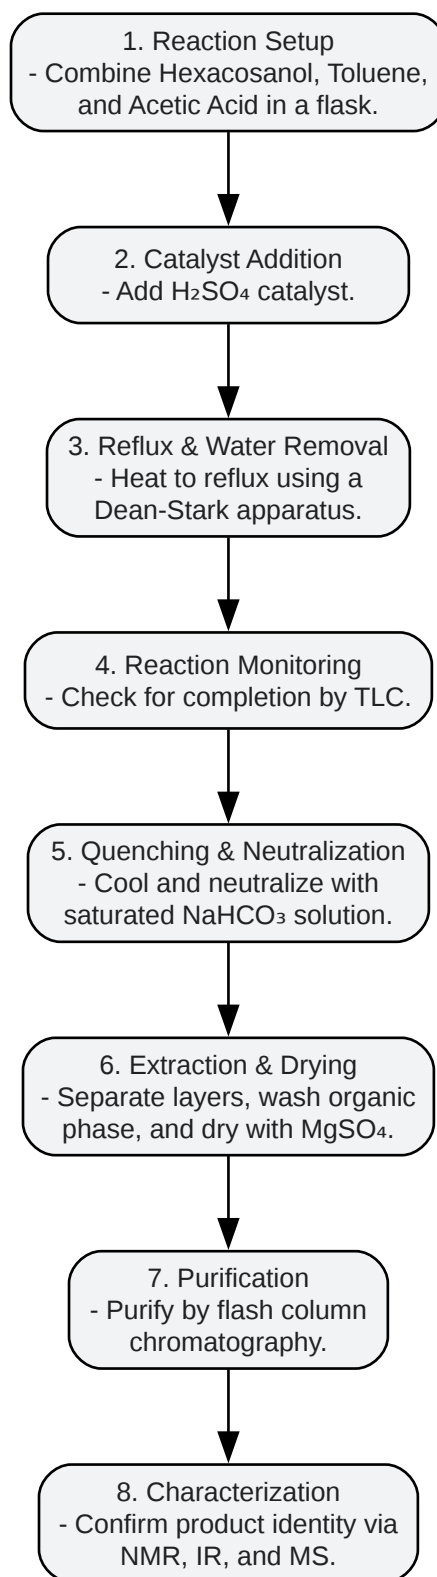 1. Reaction Setup
- Combine Hexacosanol, Toluene,
and Acetic Acid in a flask.
2. Catalyst Addition
- Add H₂SO₄ catalyst.
3. Reflux & Water Removal
- Heat to reflux using a
Dean-Stark apparatus.
4. Reaction Monitoring
- Check for completion by TLC.
5. Quenching & Neutralization
- Cool and neutralize with
saturated NaHCO₃ solution.
6. Extraction & Drying
- Separate layers, wash organic
phase, and dry with MgSO₄.
7. Purification
- Purify by flash column
chromatography.
8. Characterization
- Confirm product identity via
NMR, IR, and MS.